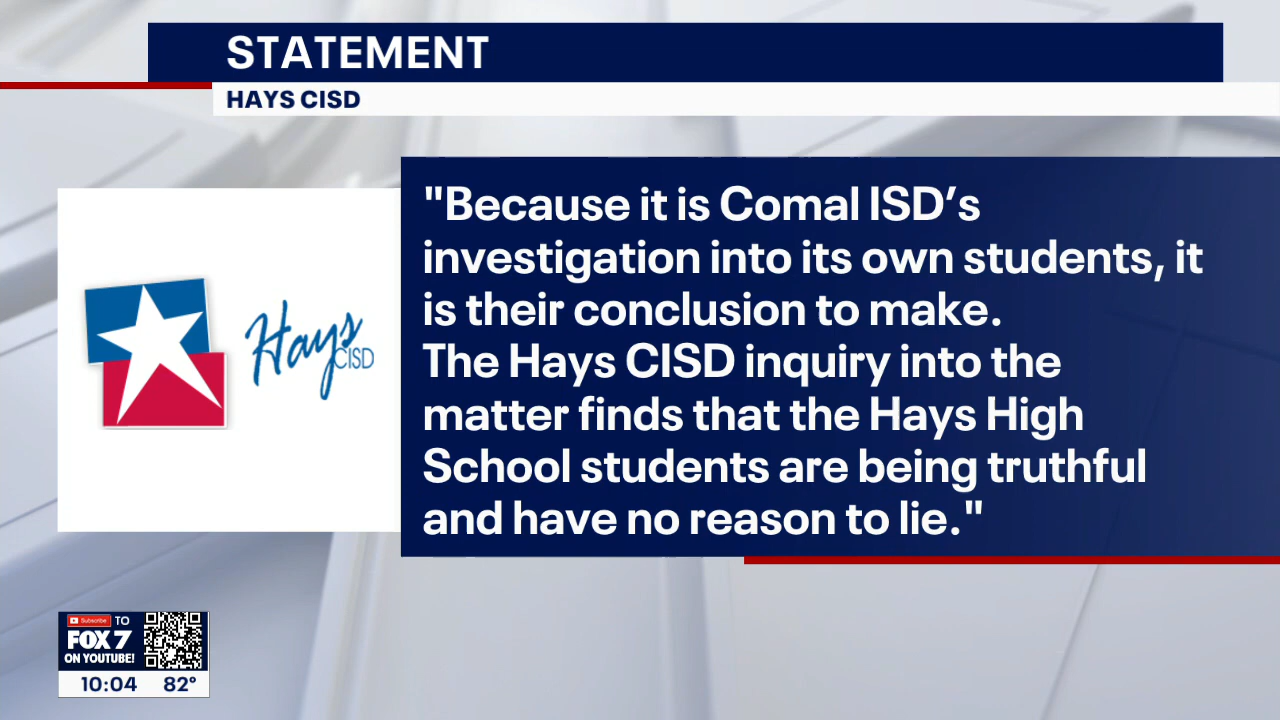 STATEMENT
HAYS CISD
"Because it is Comal ISD’s
investigation into its own students, it
is their conclusion to make.
The Hays CISD inquiry into the
matter finds that the Hays High
School students are being truthful
and have no reason to lie."
Hays
CISD
Subscribe TO
FOX 7
ON YOUTUBE!
10:04 82°